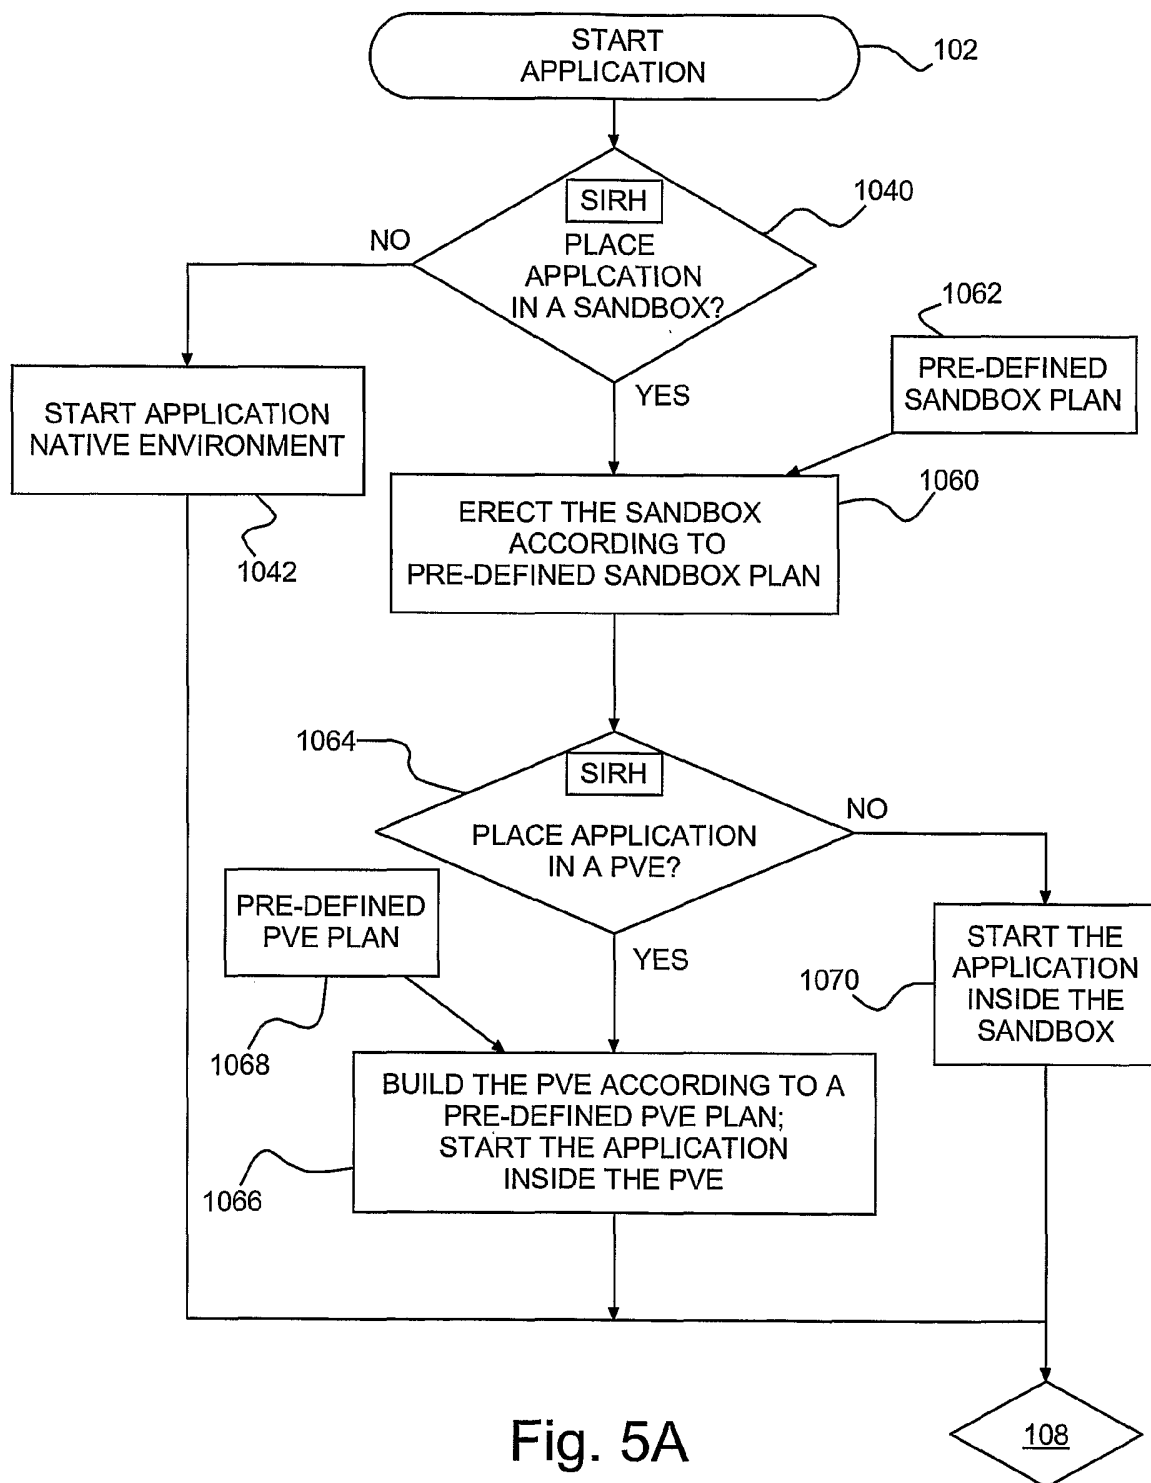 START
APPLICATION
102
SIRH
PLACE
APPLCATION
IN A SANDBOX?
1040
NO
YES
1062
PRE-DEFINED
SANDBOX PLAN
START APPLICATION
NATIVE ENVIRONMENT
1042
ERECT THE SANDBOX
ACCORDING TO
PRE-DEFINED SANDBOX PLAN
1060
1064
SIRH
PLACE APPLICATION
IN A PVE?
NO
YES
PRE-DEFINED
PVE PLAN
1068
START THE
APPLICATION
INSIDE THE
SANDBOX
1070
BUILD THE PVE ACCORDING TO A
PRE-DEFINED PVE PLAN;
START THE APPLICATION
INSIDE THE PVE
1066
108
Fig. 5A